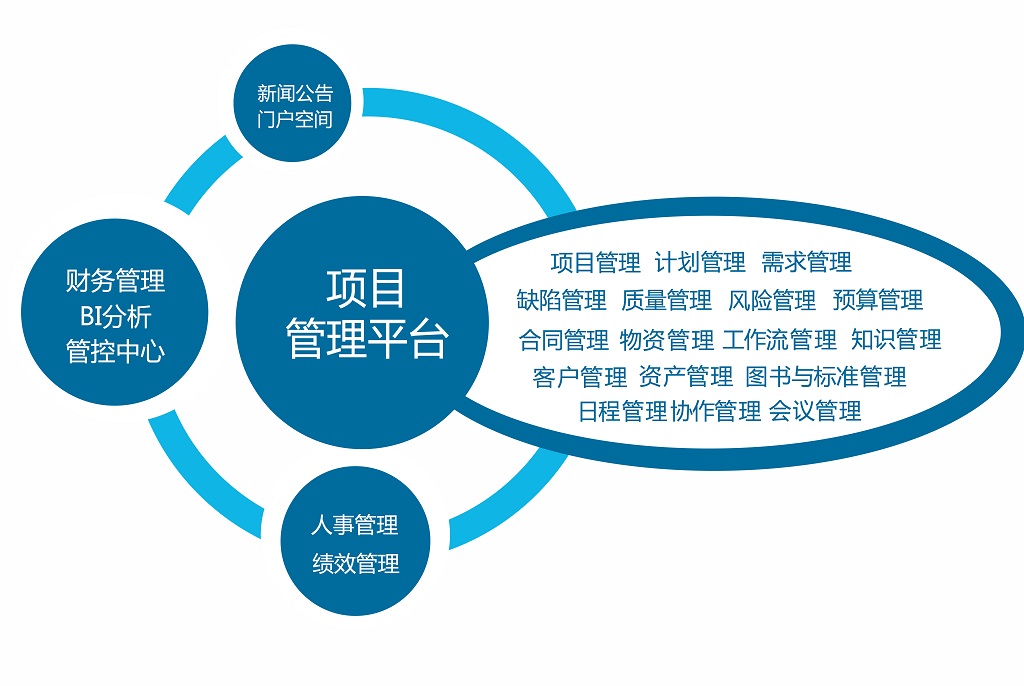 新闻公告
门户空间
财务管理
BI分析
管控中心
项目
管理平台
人事管理
绩效管理
项目管理 计划管理 需求管理
缺陷管理 质量管理 风险管理 预算管理
合同管理 物资管理 工作流管理 知识管理
客户管理 资产管理 图书与标准管理
日程管理 协作管理 会议管理